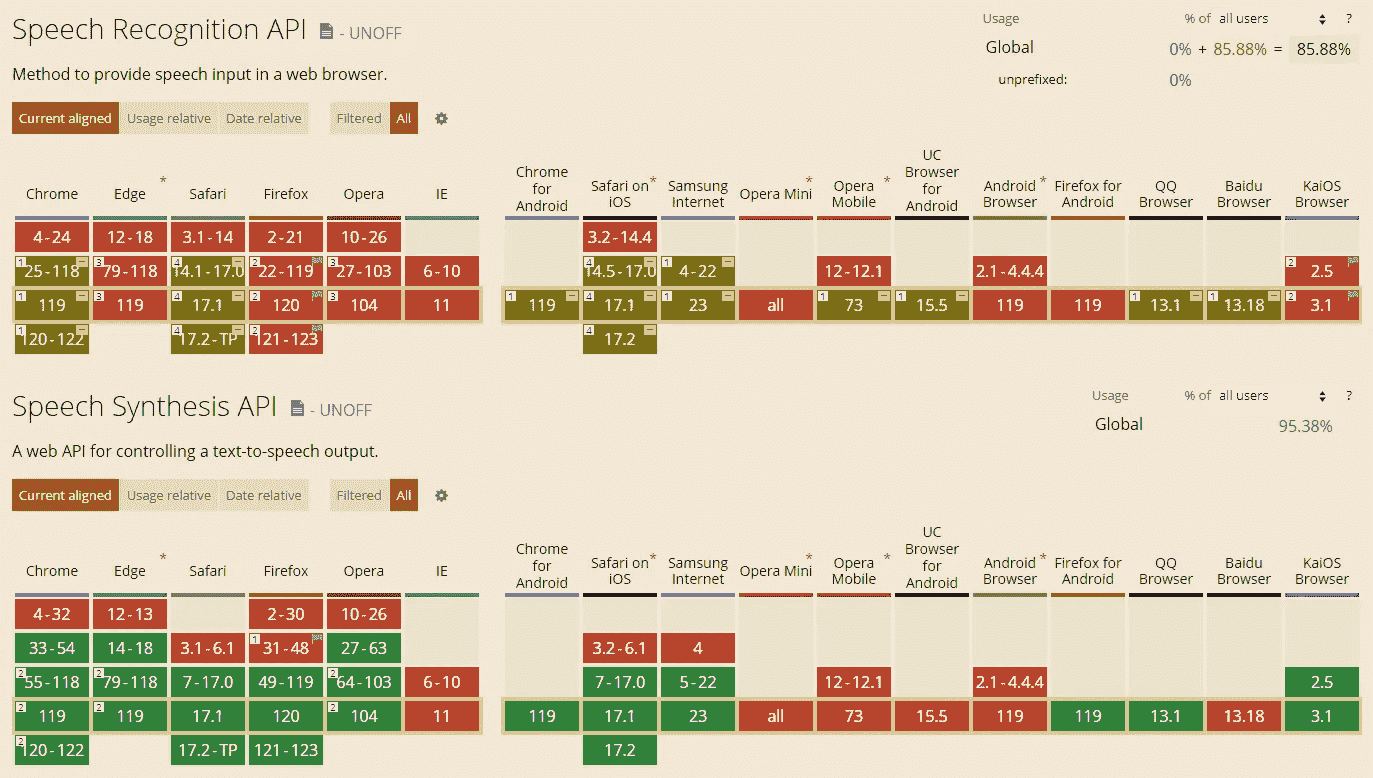 Speech Recognition API - UNOFF
Usage % of all users ?
Global 0% + 85.88% = 85.88%
Method to provide speech input in a web browser.
unprefixed: 0%
Current aligned Usage relative Date relative Filtered All
Chrome Edge * Safari Firefox Opera IE Chrome for Android Safari on iOS * Samsung Internet Opera Mini * Opera Mobile * UC Browser for Android Android Browser * Firefox for Android QQ Browser Baidu Browser KaiOS Browser
4-24 12-18 3.1-14 2-21 10-26 3.2-14.4
1 25-118 3 79-118 4 14.1-17.0 2 22-119 3 27-103 6-10 4 14.5-17.0 1 4-22 12-12.1 2.1-4.4.4 2 2.5
1 119 3 119 4 17.1 2 120 3 104 11 1 119 4 17.1 1 23 all 1 73 1 15.5 119 119 1 13.1 1 13.18 2 3.1
1 120-122 4 17.2-TP 2 121-123 4 17.2
Speech Synthesis API - UNOFF
Usage % of all users ?
Global 95.38%
A web API for controlling a text-to-speech output.
Current aligned Usage relative Date relative Filtered All
Chrome Edge * Safari Firefox Opera IE Chrome for Android Safari on iOS * Samsung Internet Opera Mini * Opera Mobile * UC Browser for Android Android Browser * Firefox for Android QQ Browser Baidu Browser KaiOS Browser
4-32 12-13 2-30 10-26
33-54 14-18 3.1-6.1 1 31-48 27-63 3.2-6.1 4
2 55-118 2 79-118 7-17.0 49-119 2 64-103 6-10 7-17.0 5-22 12-12.1 2.1-4.4.4 2.5
2 119 2 119 17.1 120 2 104 11 119 17.1 23 all 73 15.5 119 119 13.1 13.18 3.1
2 120-122 17.2-TP 121-123 17.2